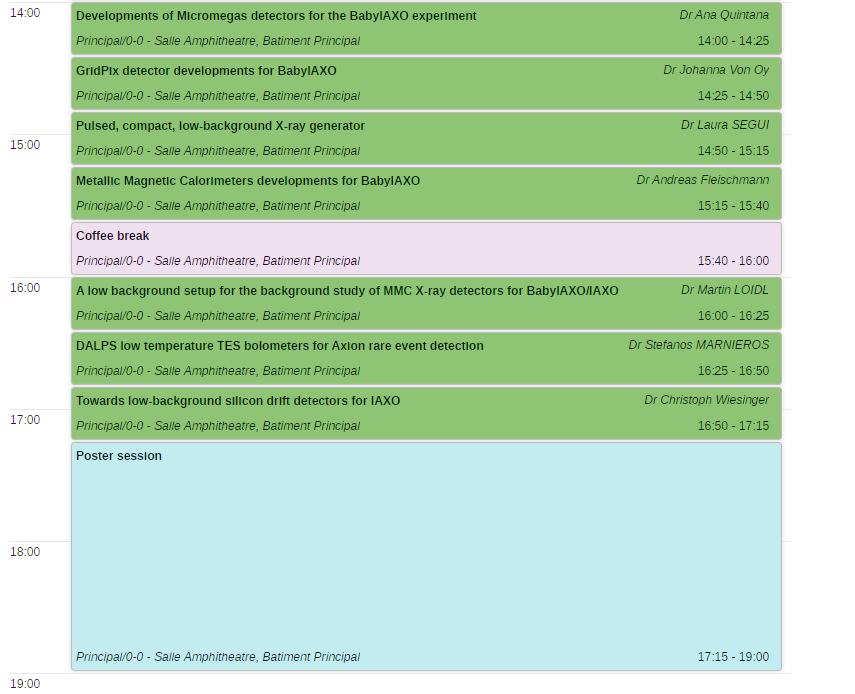 14:00
Developments of Micromegas detectors for the BabyIAXO experiment Dr Ana Quintana
Principal/0-0 - Salle Amphitheatre, Batiment Principal 14:00 - 14:25
GridPix detector developments for BabyIAXO Dr Johanna Von Oy
Principal/0-0 - Salle Amphitheatre, Batiment Principal 14:25 - 14:50
Pulsed, compact, low-background X-ray generator Dr Laura SEGUI
15:00
Principal/0-0 - Salle Amphitheatre, Batiment Principal 14:50 - 15:15
Metallic Magnetic Calorimeters developments for BabyIAXO Dr Andreas Fleischmann
Principal/0-0 - Salle Amphitheatre, Batiment Principal 15:15 - 15:40
Coffee break
Principal/0-0 - Salle Amphitheatre, Batiment Principal 15:40 - 16:00
16:00
A low background setup for the background study of MMC X-ray detectors for BabyIAXO/IAXO Dr Martin LOIDL
Principal/0-0 - Salle Amphitheatre, Batiment Principal 16:00 - 16:25
DALPS low temperature TES bolometers for Axion rare event detection Dr Stefanos MARNIEROS
Principal/0-0 - Salle Amphitheatre, Batiment Principal 16:25 - 16:50
Towards low-background silicon drift detectors for IAXO Dr Christoph Wiesinger
17:00
Principal/0-0 - Salle Amphitheatre, Batiment Principal 16:50 - 17:15
Poster session
18:00
Principal/0-0 - Salle Amphitheatre, Batiment Principal 17:15 - 19:00
19:00